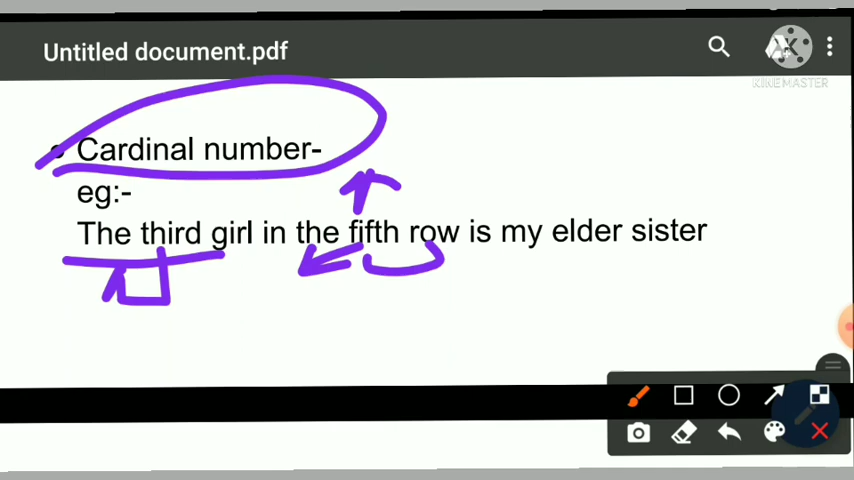 Untitled document.pdf
KINEMASTER
Cardinal number-
eg:-
The third girl in the fifth row is my elder sister